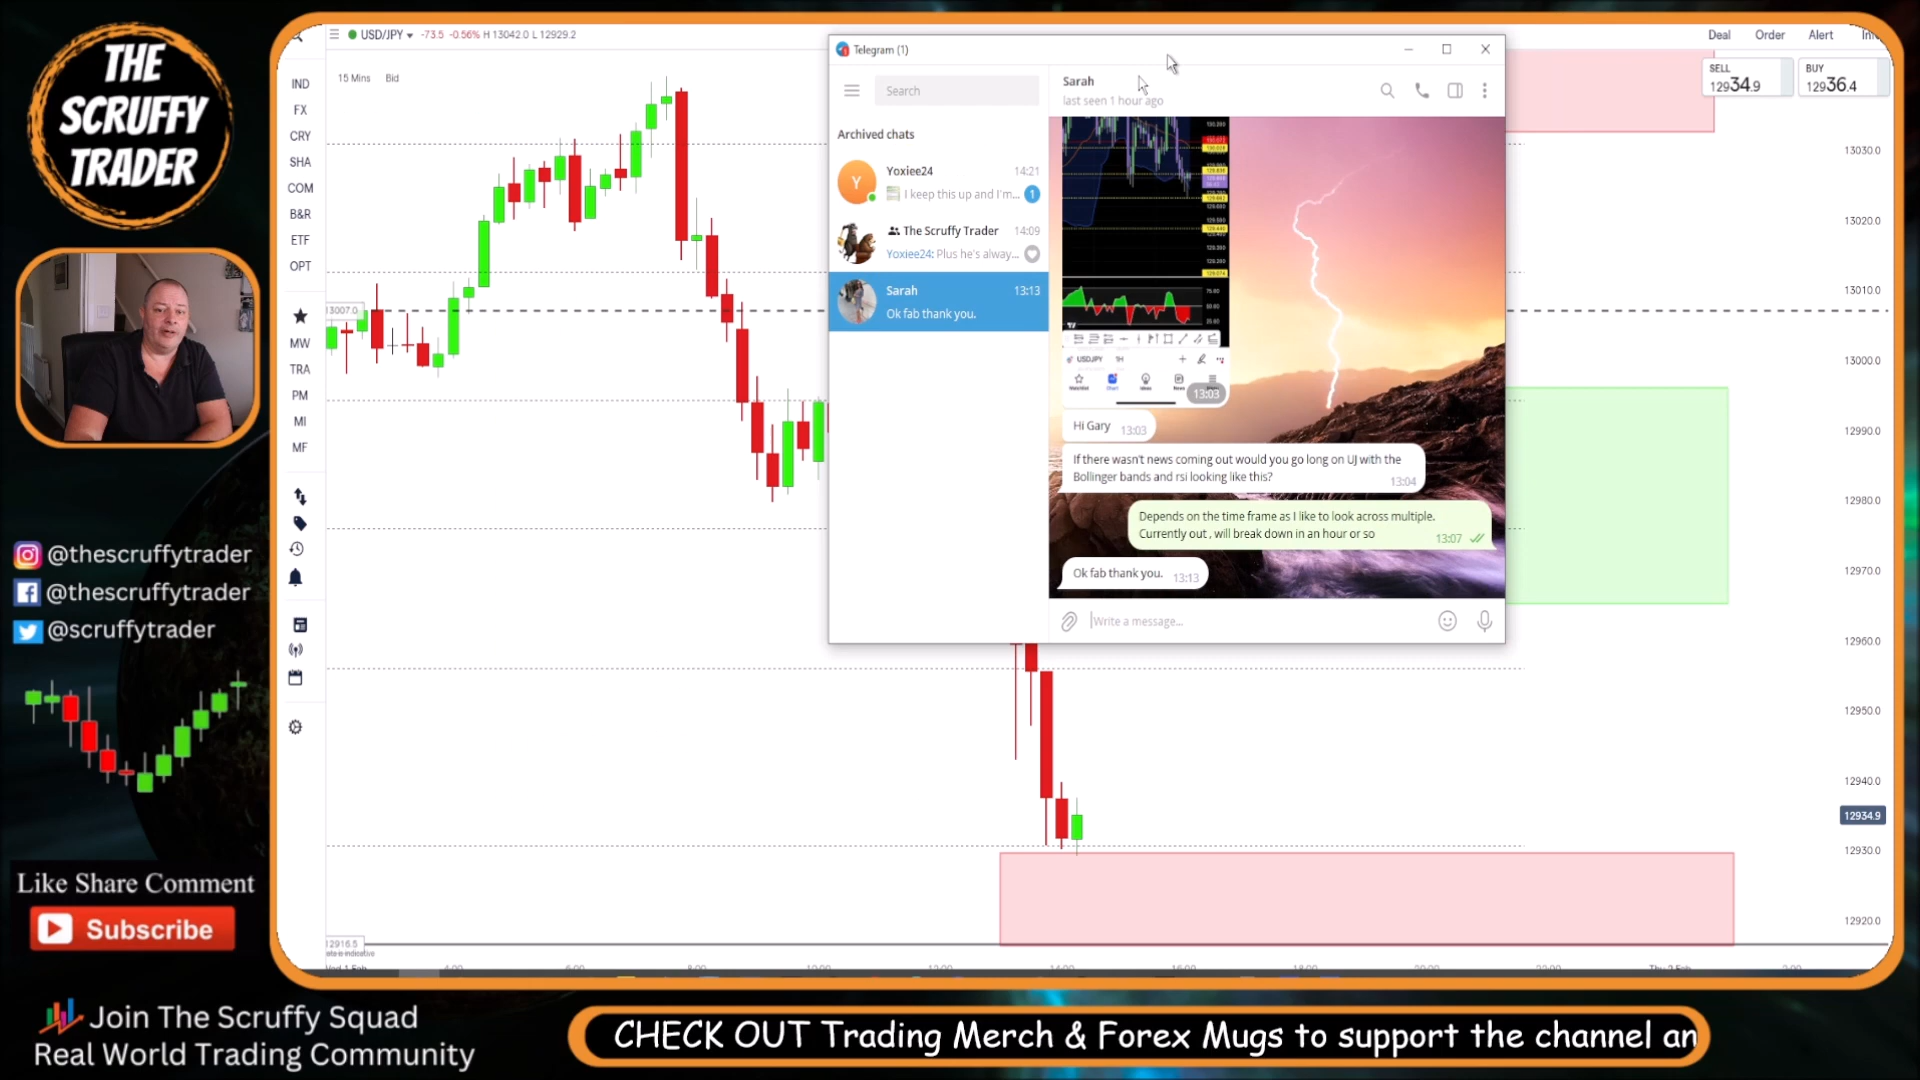 THE
SCRUFFY
TRADER
USD/JPY -73.5 -0.56% H 13042.0 L 12929.2
15 Mins Bid
Deal Order Alert
SELL
12934.9
BUY
12936.4
IND
FX
CRY
SHA
COM
B&R
ETF
OPT
MW
TRA
PM
MI
MF
13007.0
12916.5
Telegram (1)
Search
Archived chats
Yoxiee24 14:21
I keep this up and I'm... 1
The Scruffy Trader 14:09
Yoxiee24: Plus he's alway...
Sarah 13:13
Ok fab thank you.
Sarah
last seen 1 hour ago
USDJPY 1H
13:03
Hi Gary 13:03
If there wasn't news coming out would you go long on UJ with the
Bollinger bands and rsi looking like this?
13:04
Depends on the time frame as I like to look across multiple.
Currently out , will break down in an hour or so
13:07
Ok fab thank you. 13:13
Write a message...
13030.0
13020.0
13010.0
13000.0
12990.0
12980.0
12970.0
12960.0
12950.0
12940.0
12934.9
12930.0
12920.0
@thescruffytrader
@thescruffytrader
@scruffytrader
Like Share Comment
Subscribe
Join The Scruffy Squad
Real World Trading Community
CHECK OUT Trading Merch & Forex Mugs to support the channel an